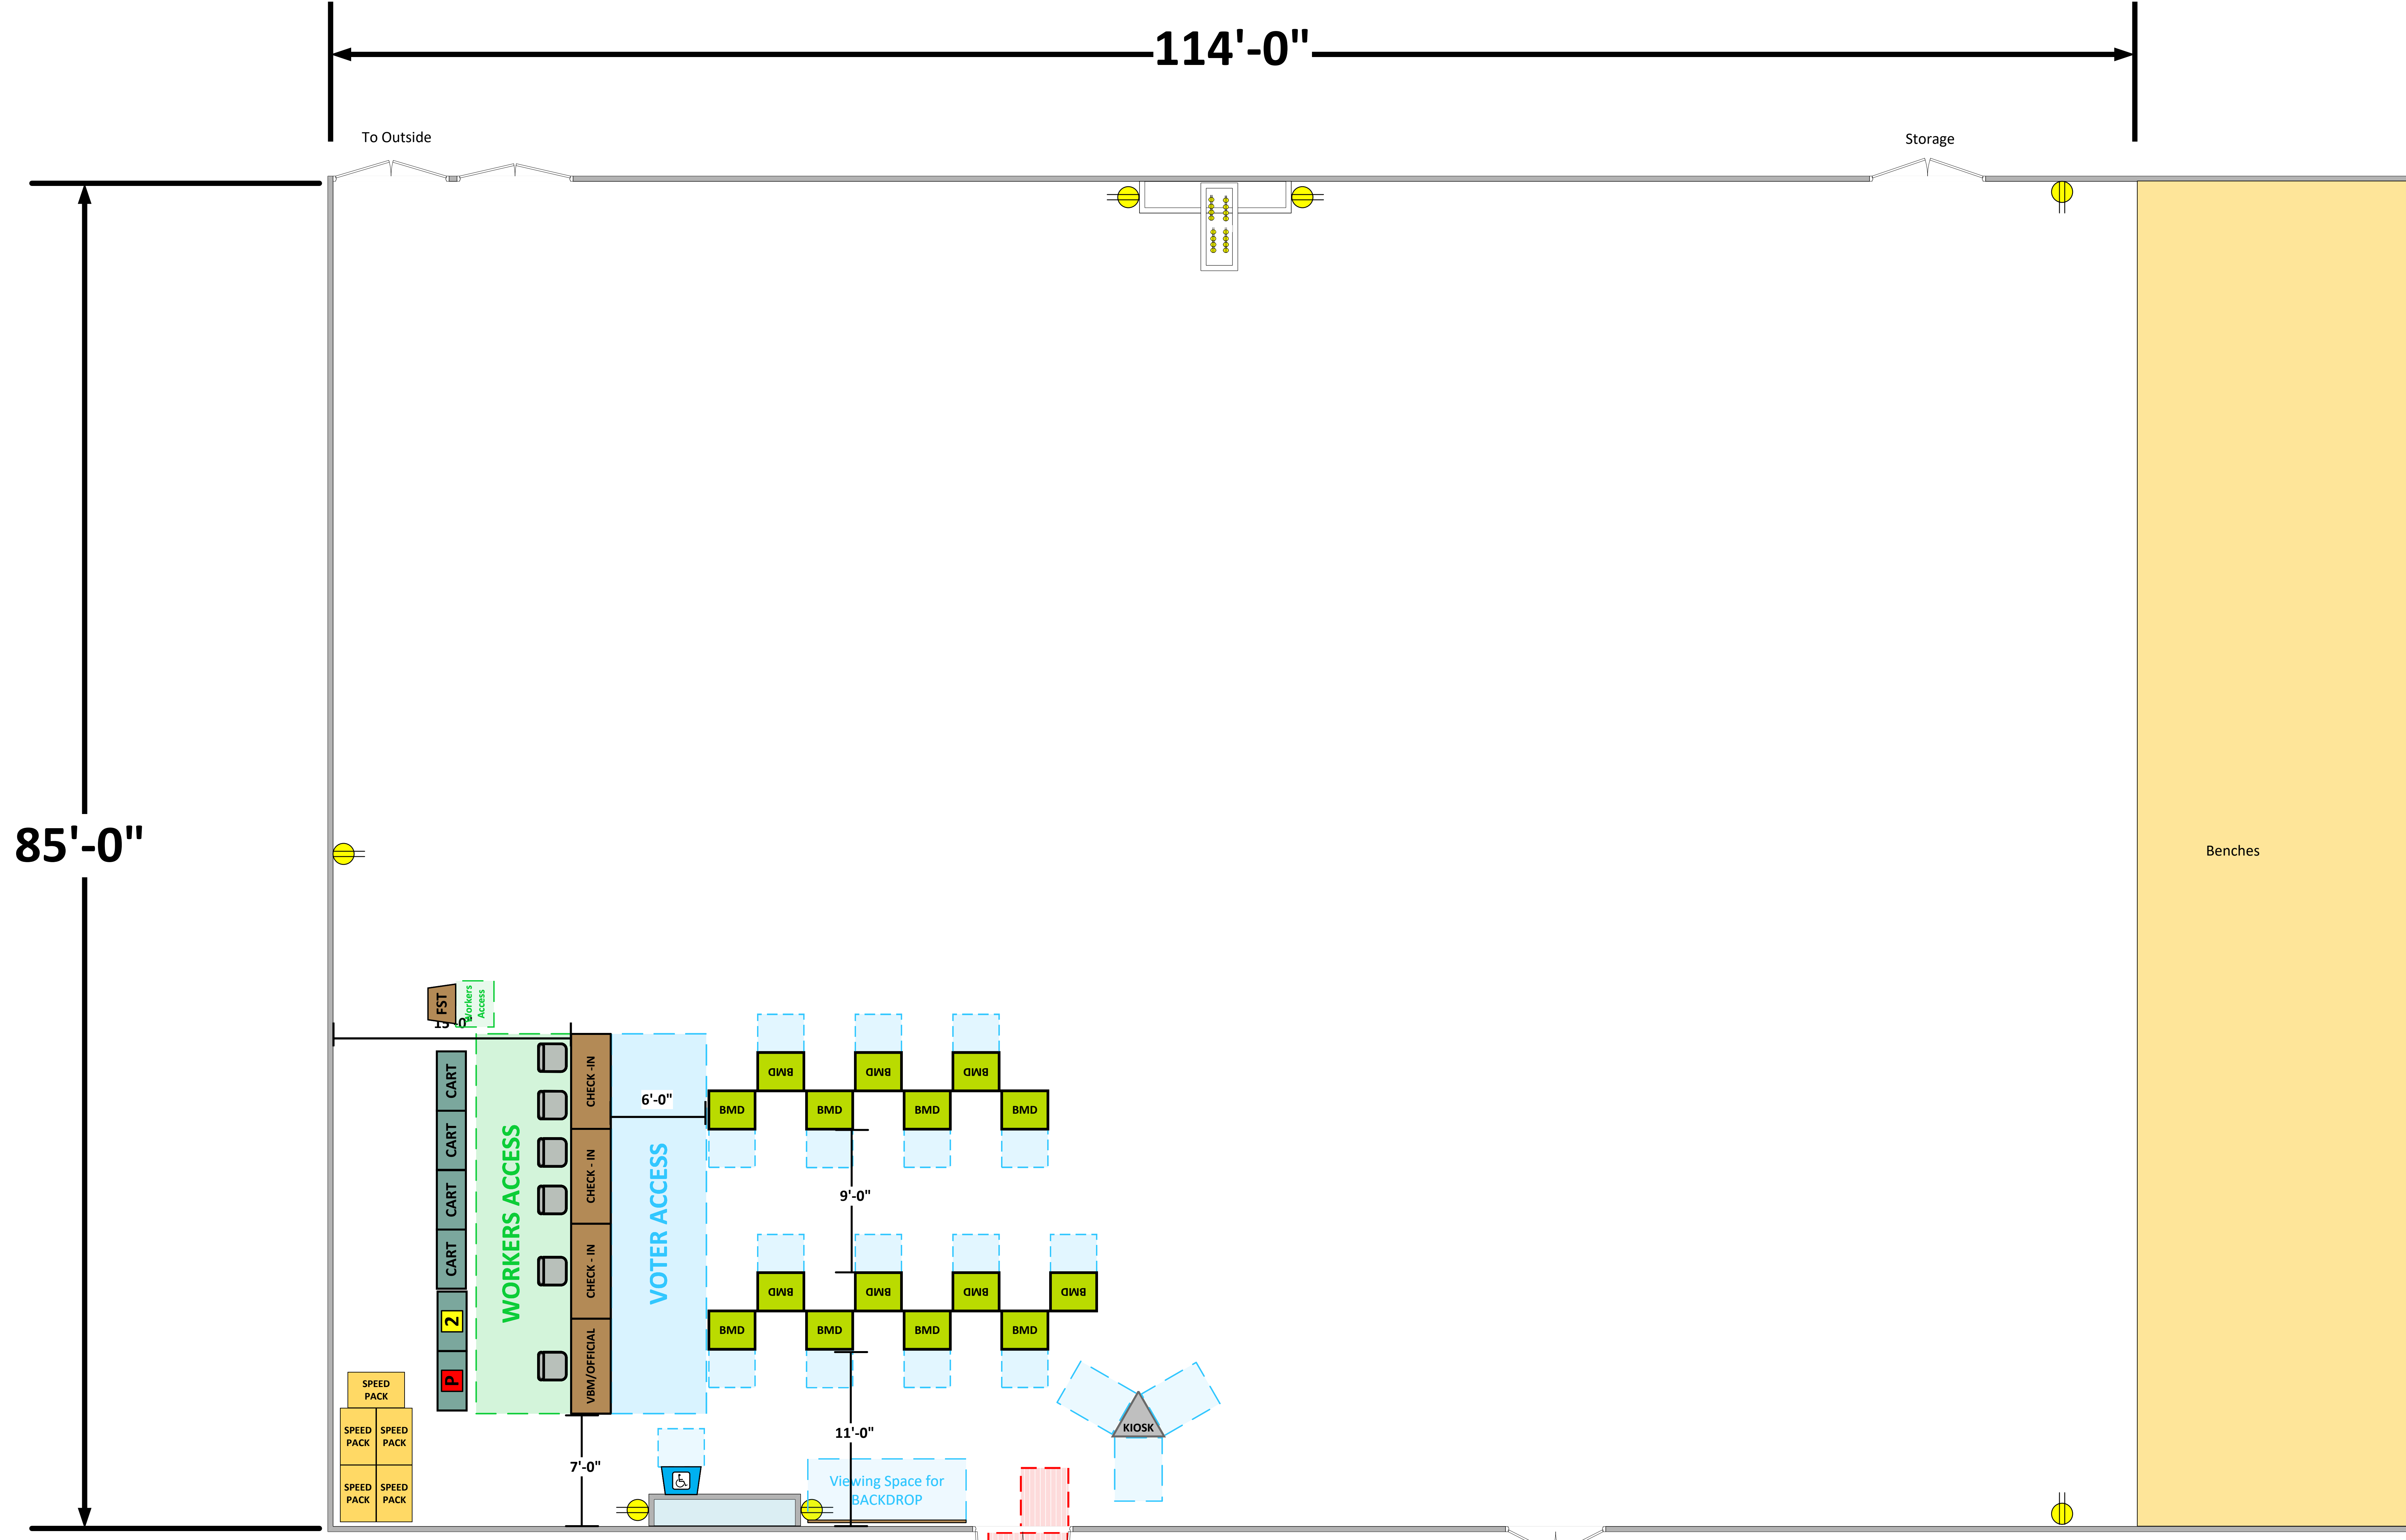 114'-0"
To Outside
Storage
85'-0"
Benches
FST
Workers
Access
15'-0"
CART
CART
CART
CART
2
P
WORKERS ACCESS
CHECK -IN
CHECK - IN
CHECK - IN
VBM/OFFICIAL
VOTER ACCESS
6'-0"
BMD
BMD
BMD
BMD
BMD
BMD
BMD
9'-0"
BMD
BMD
BMD
BMD
BMD
BMD
BMD
BMD
SPEED
PACK
SPEED
PACK
SPEED
PACK
SPEED
PACK
SPEED
PACK
7'-0"
11'-0"
KIOSK
Viewing Space for
BACKDROP